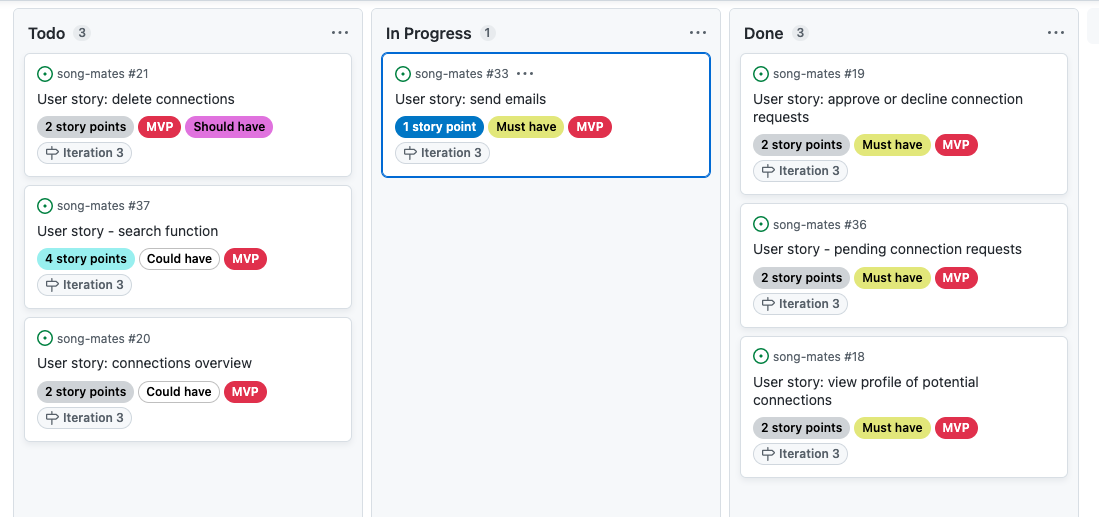 Todo 3
song-mates #21
User story: delete connections
2 story points MVP Should have
Iteration 3
song-mates #37
User story - search function
4 story points Could have MVP
Iteration 3
song-mates #20
User story: connections overview
2 story points Could have MVP
Iteration 3
In Progress 1
song-mates #33
User story: send emails
1 story point Must have MVP
Iteration 3
Done 3
song-mates #19
User story: approve or decline connection
requests
2 story points Must have MVP
Iteration 3
song-mates #36
User story - pending connection requests
2 story points Must have MVP
Iteration 3
song-mates #18
User story: view profile of potential
connections
2 story points Must have MVP
Iteration 3